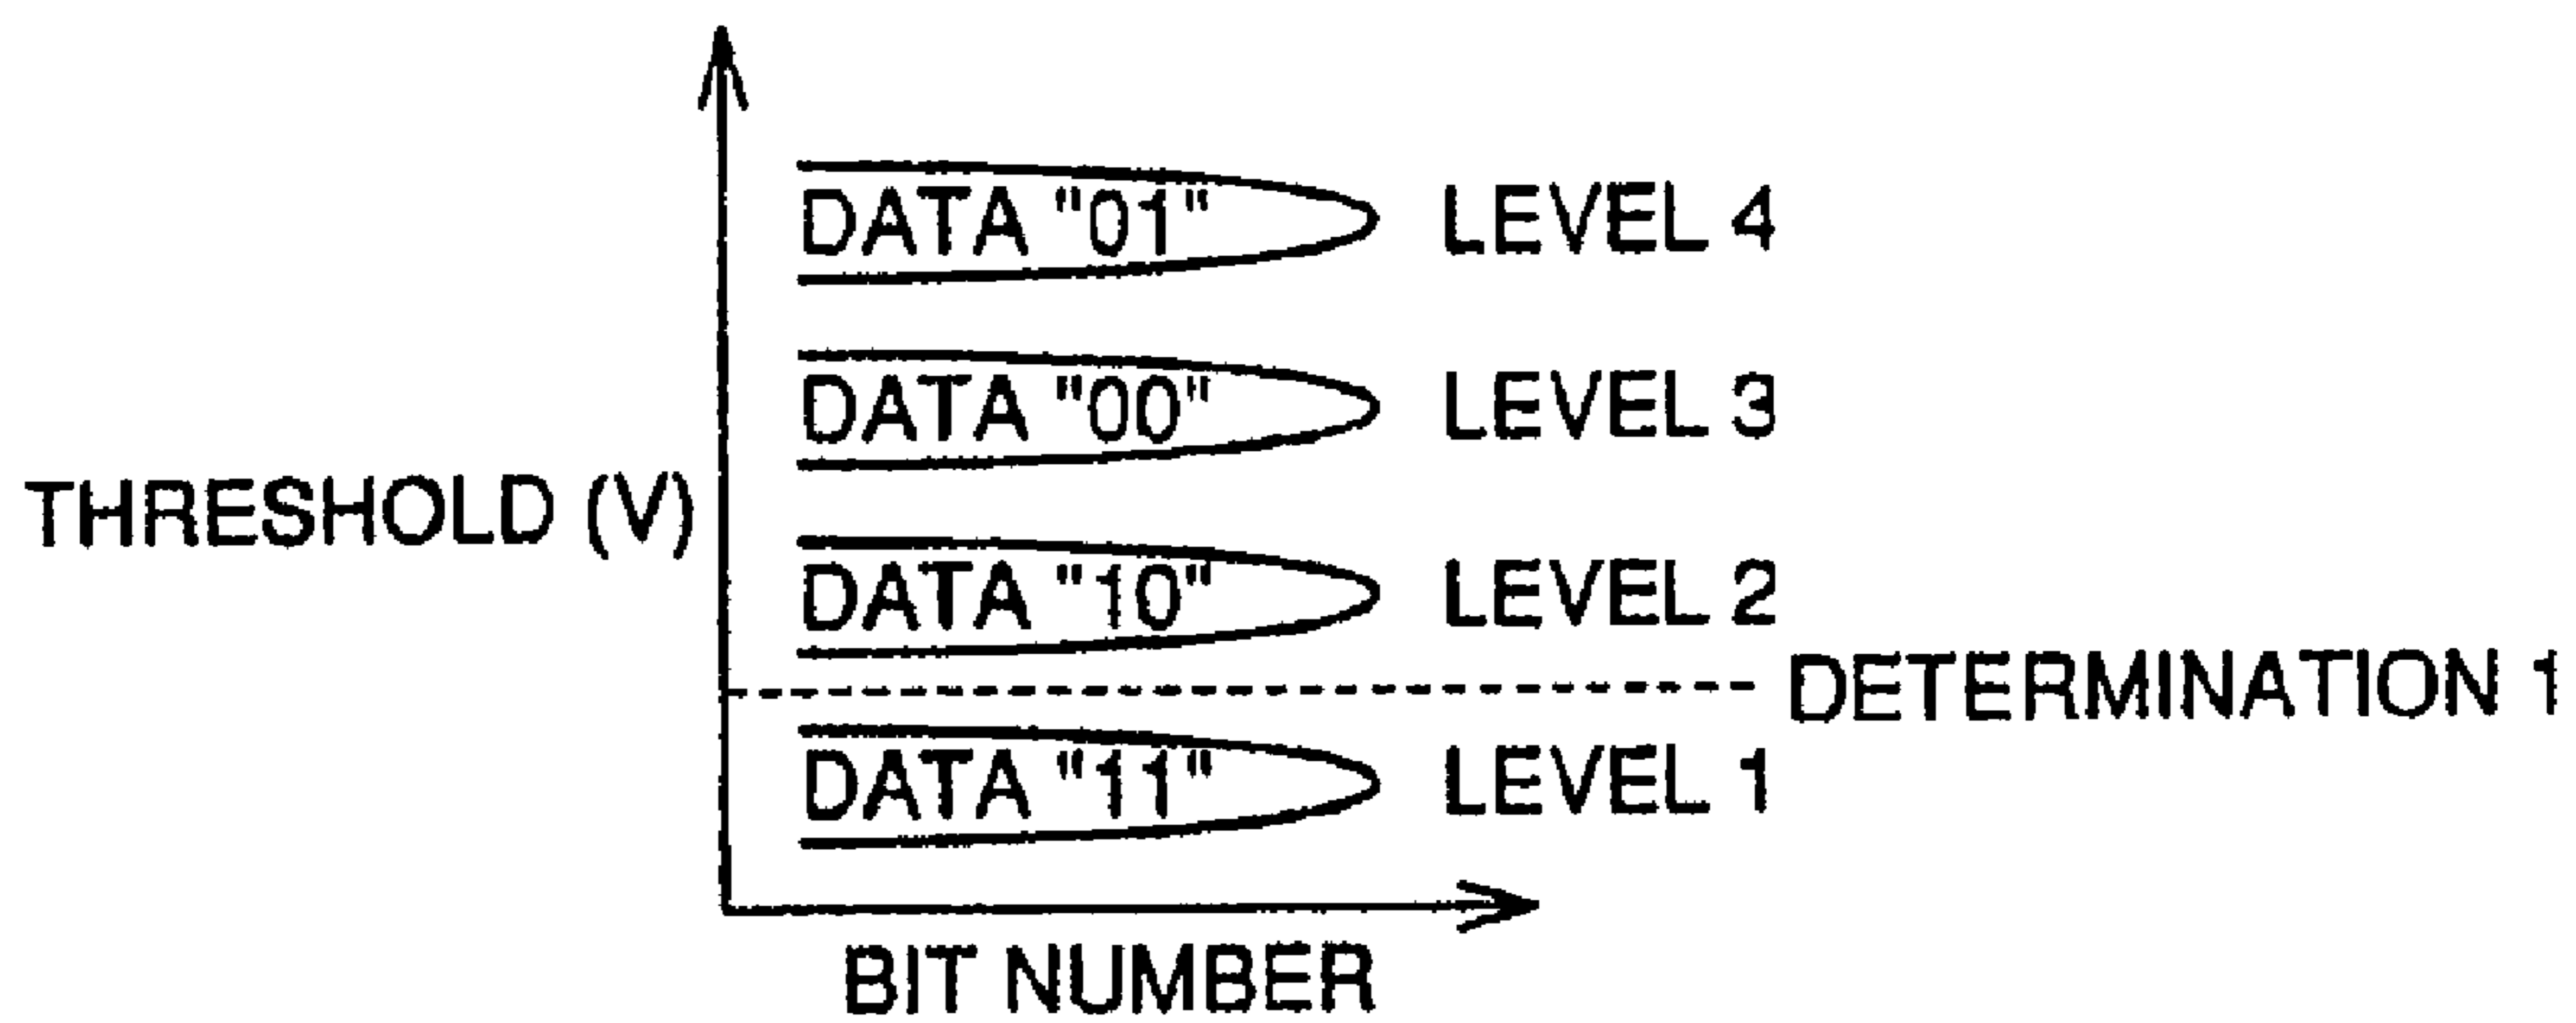 DATA "01" LEVEL 4
DATA "00" LEVEL 3
THRESHOLD (V)
DATA "10" LEVEL 2
DETERMINATION 1
DATA "11" LEVEL 1
BIT NUMBER